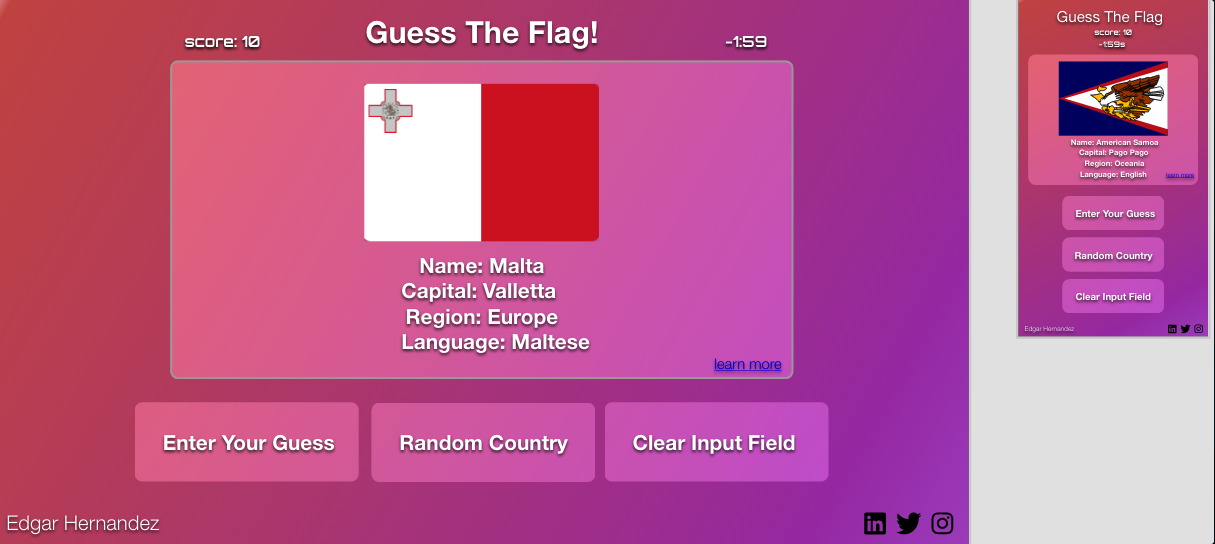 Guess The Flag!
score: 10
-1:59
Name: Malta
Capital: Valletta
Region: Europe
Language: Maltese
learn more
Enter Your Guess
Random Country
Clear Input Field
Edgar Hernandez
Guess The Flag
score: 10
-1:59s
Name: American Samoa
Capital: Pago Pago
Region: Oceania
Language: English
learn more
Enter Your Guess
Random Country
Clear Input Field
Edgar Hernandez